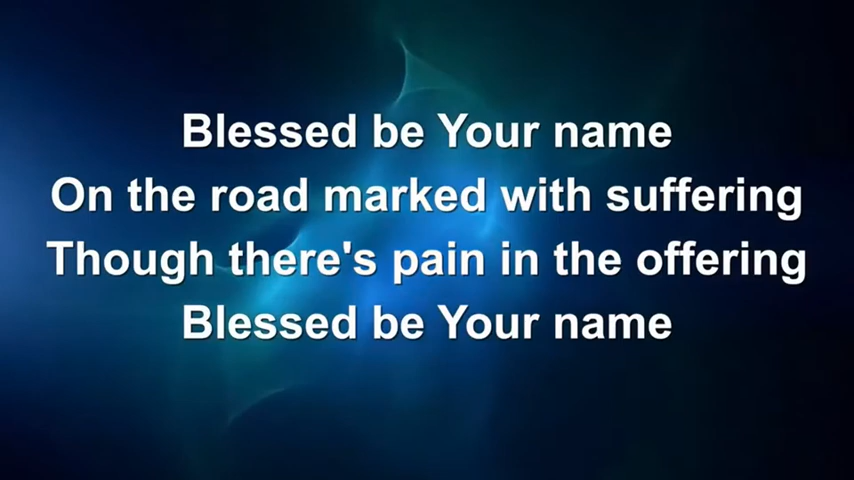 Blessed be Your name
On the road marked with suffering
Though there's pain in the offering
Blessed be Your name